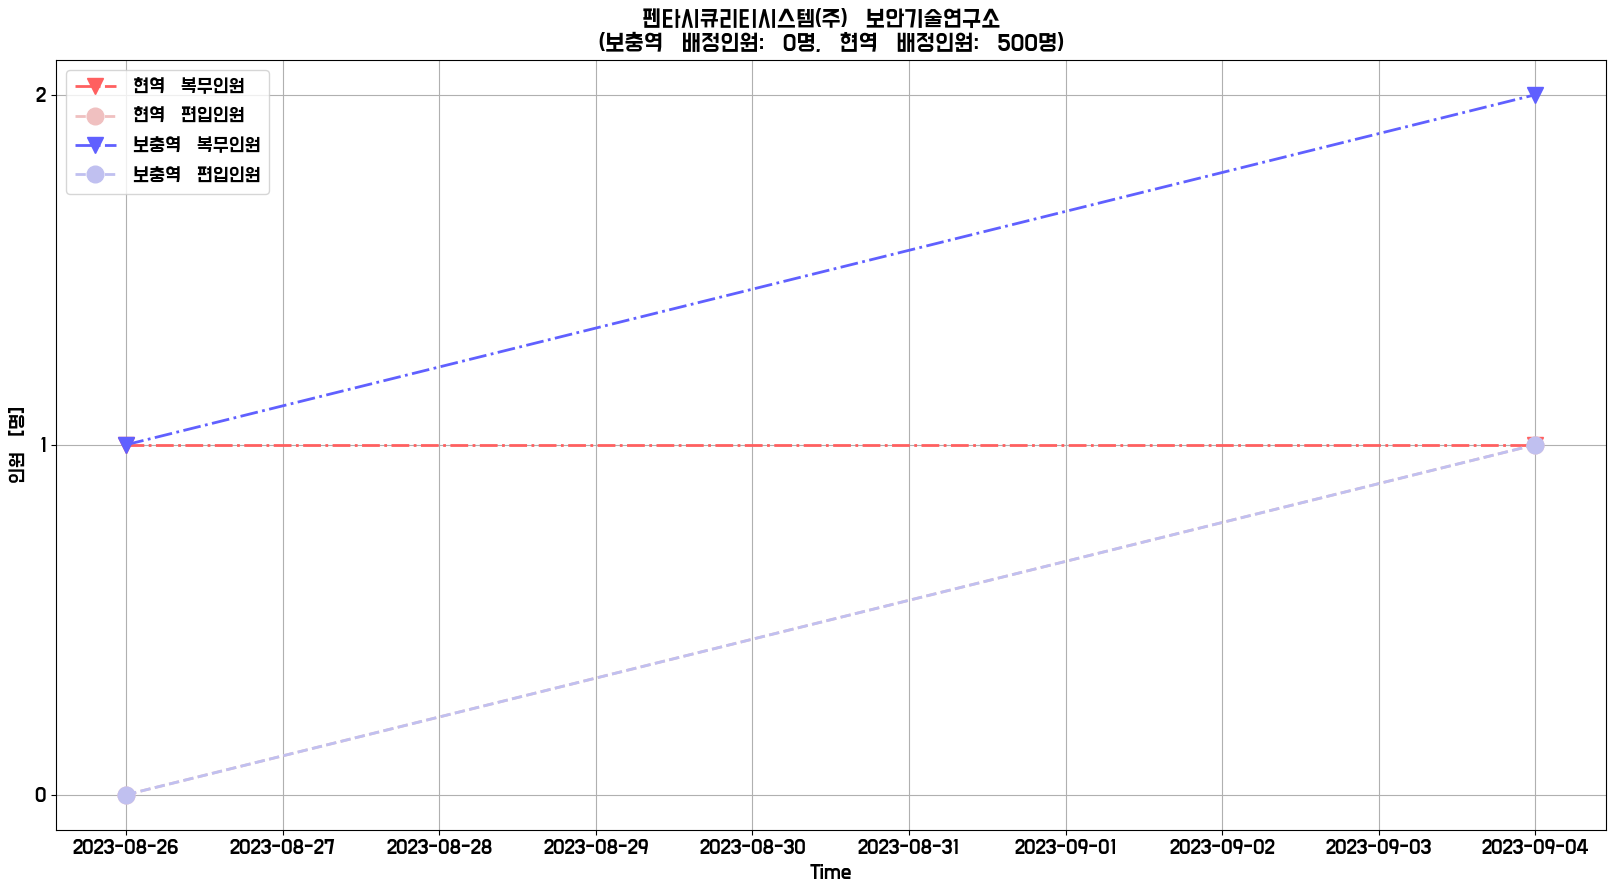 펜타시큐리티시스템(주) 보안기술연구소
(보충역 배정인원: 0명, 현역 배정인원: 500명)
현역 복무인원
현역 편입인원
보충역 복무인원
보충역 편입인원
2
1
0
인원 [명]
2023-08-26 2023-08-27 2023-08-28 2023-08-29 2023-08-30 2023-08-31 2023-09-01 2023-09-02 2023-09-03 2023-09-04
Time